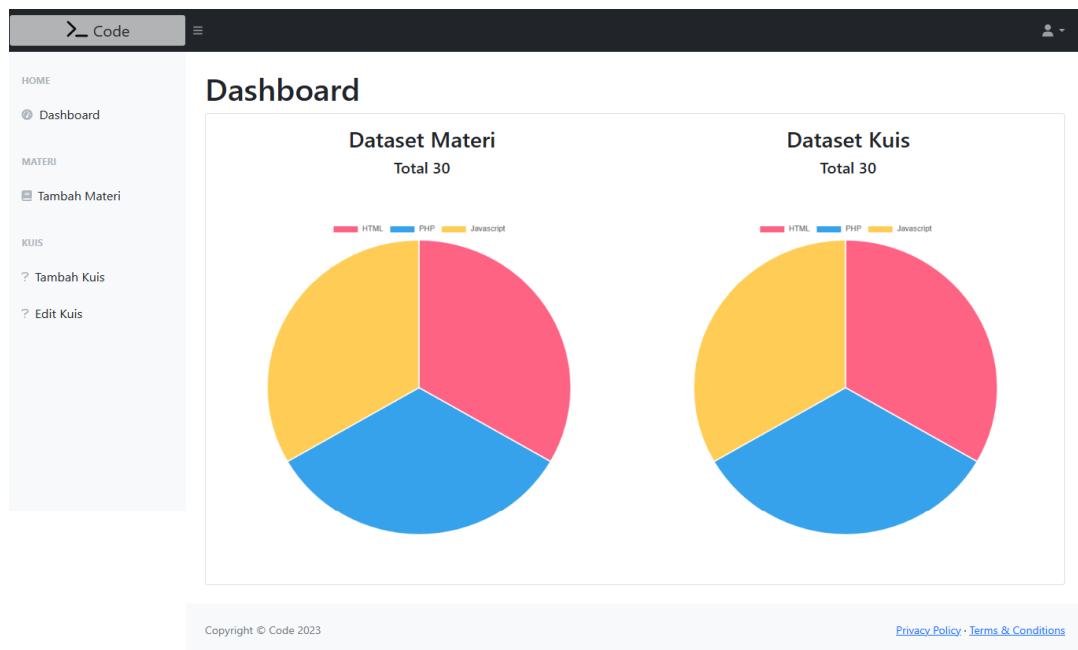 Code
HOME
Dashboard
MATERI
Tambah Materi
KUIS
? Tambah Kuis
? Edit Kuis
Dashboard
Dataset Materi
Total 30
HTML PHP Javascript
Dataset Kuis
Total 30
HTML PHP Javascript
Copyright © Code 2023
Privacy Policy · Terms & Conditions